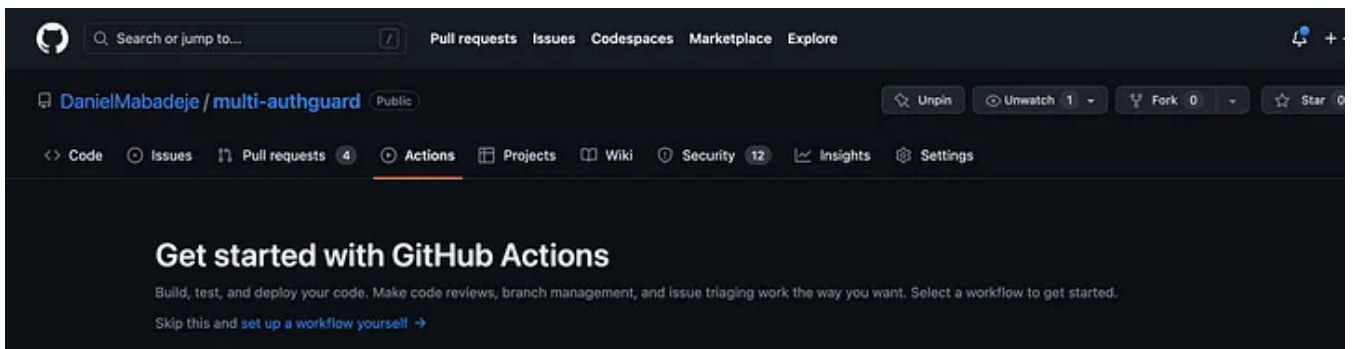 Search or jump to... / Pull requests Issues Codespaces Marketplace Explore
DanielMabadeje / multi-authguard Public Unpin Unwatch 1 Fork 0 Star 0
Code Issues Pull requests 4 Actions Projects Wiki Security 12 Insights Settings
Get started with GitHub Actions
Build, test, and deploy your code. Make code reviews, branch management, and issue triaging work the way you want. Select a workflow to get started.
Skip this and set up a workflow yourself →